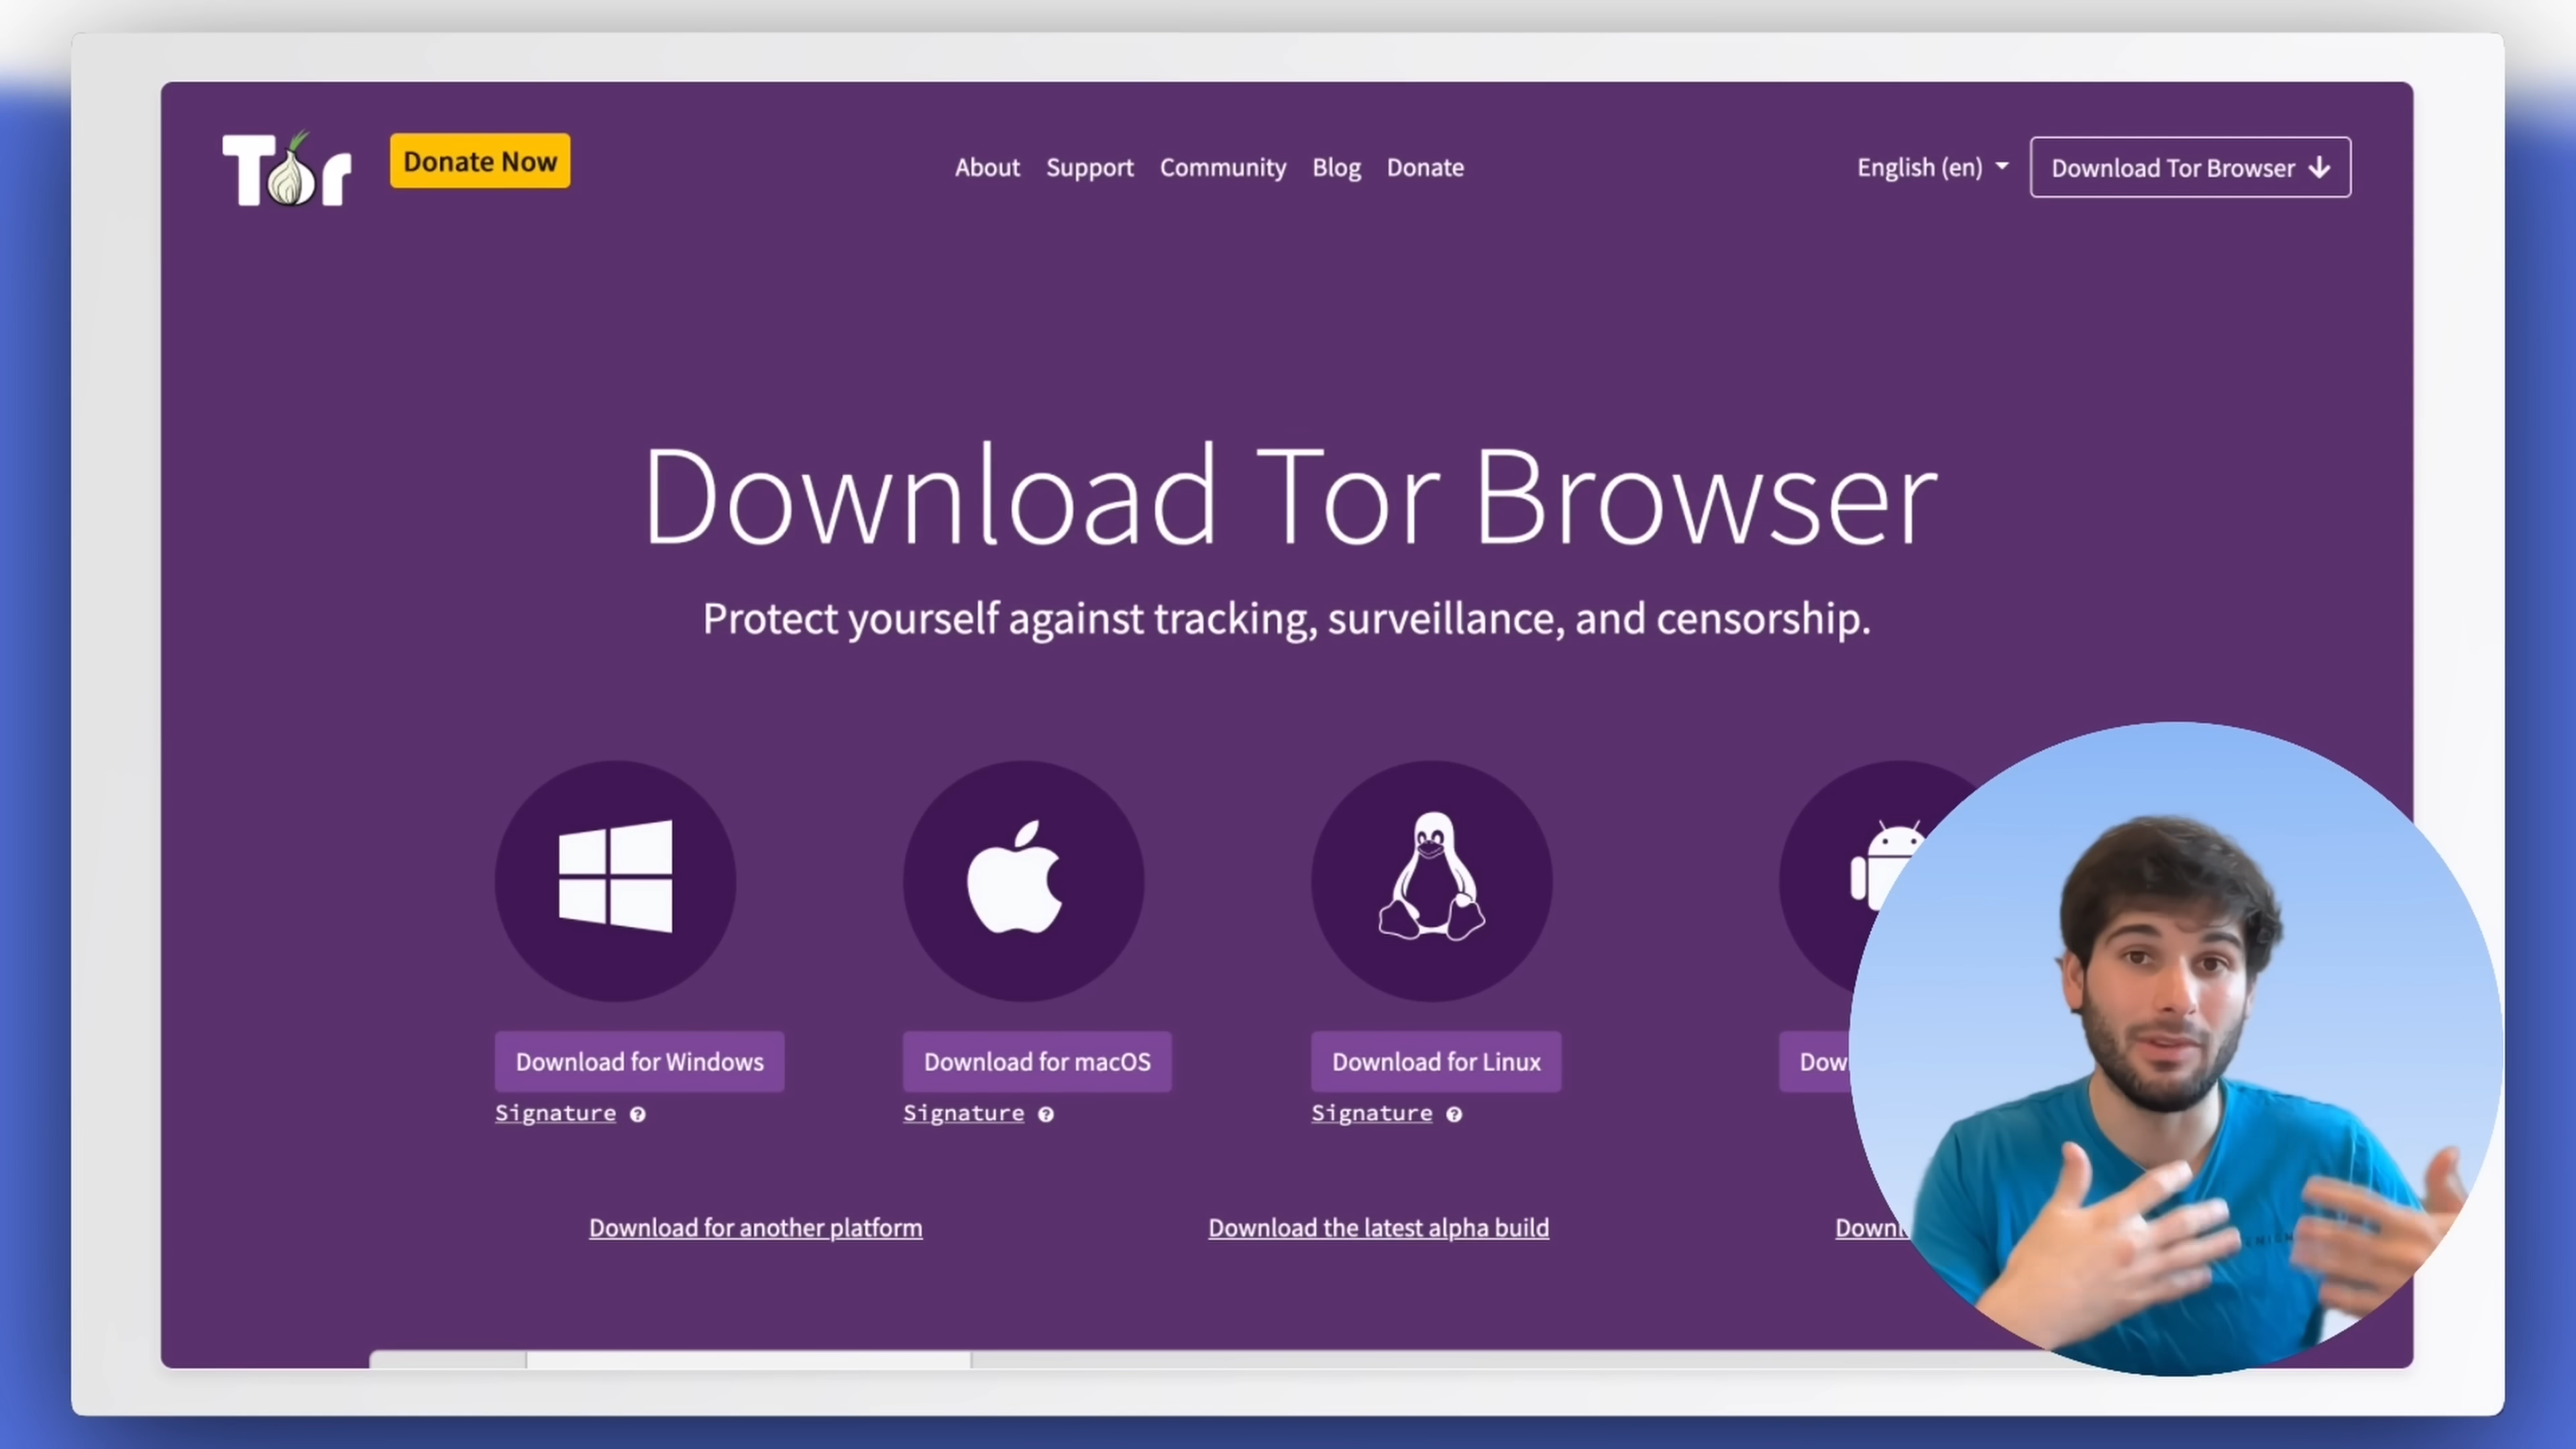 Tor
Donate Now
About Support Community Blog Donate
English (en)
Download Tor Browser
Download Tor Browser
Protect yourself against tracking, surveillance, and censorship.
Download for Windows
Download for macOS
Download for Linux
Signature ?
Signature ?
Signature ?
Download for another platform
Download the latest alpha build